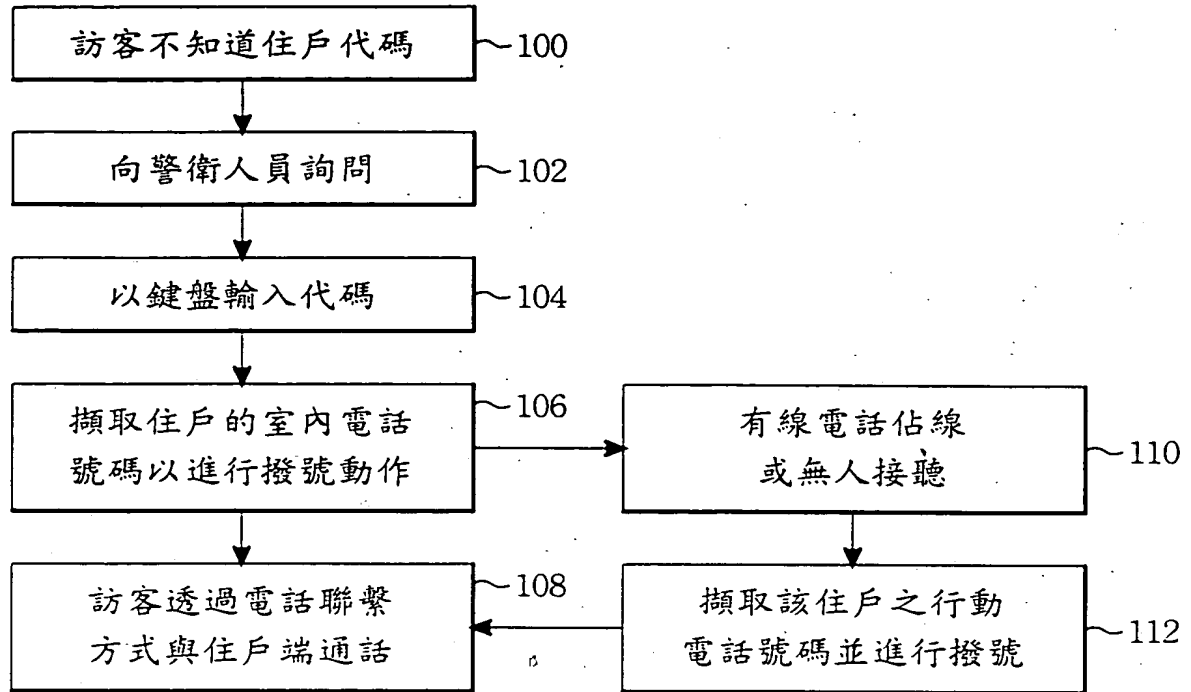 訪客不知道住戶代碼
100
向警衛人員詢問
102
以鍵盤輸入代碼
104
擷取住戶的室內電話
號碼以進行撥號動作
106
有線電話佔線
或無人接聽
110
訪客透過電話聯繫
方式與住戶端通話
108
擷取該住戶之行動
電話號碼並進行撥號
112